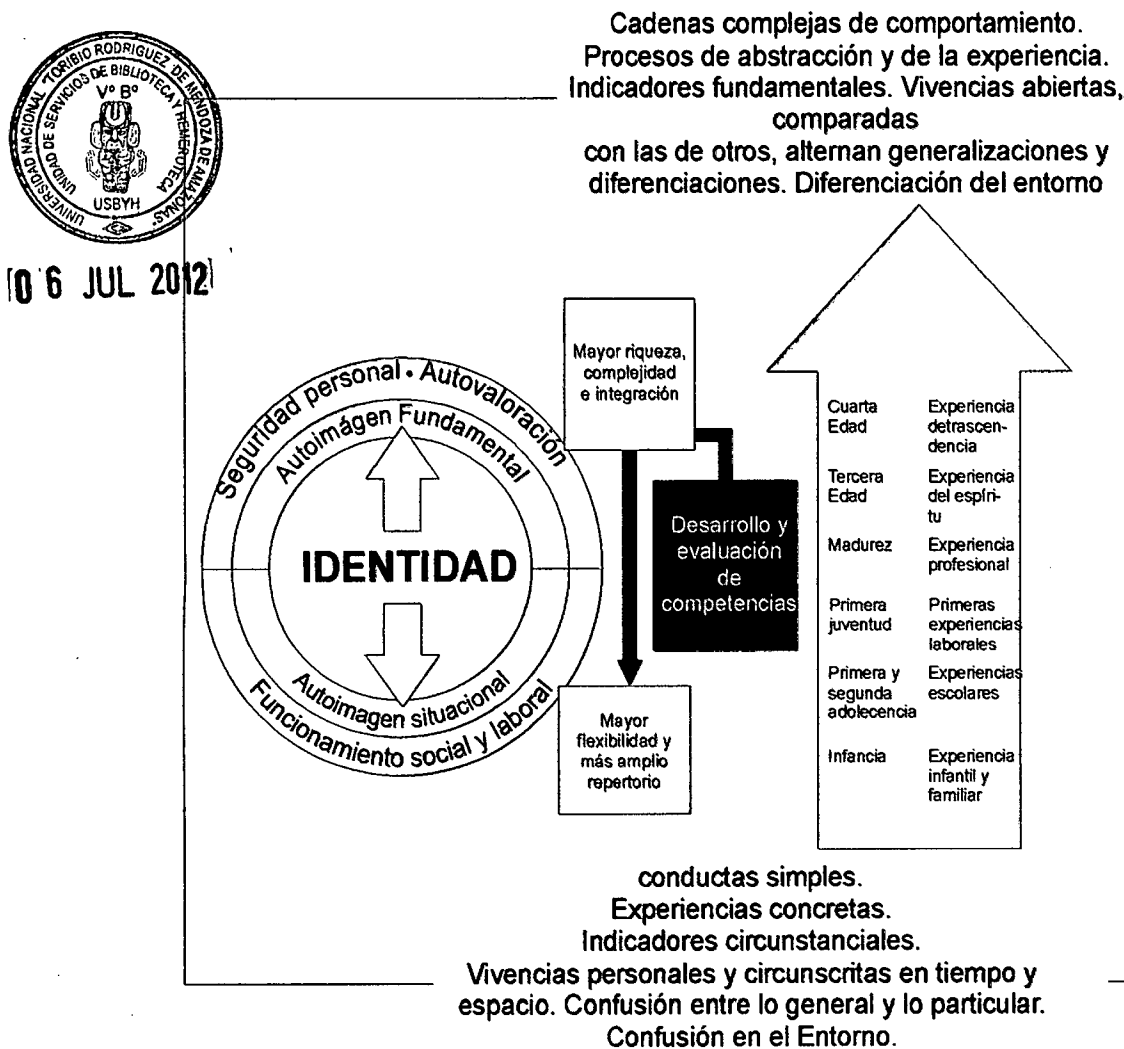 Cadenas complejas de comportamiento.
Procesos de abstracción y de la experiencia.
Indicadores fundamentales. Vivencias abiertas,
comparadas
con las de otros, alternan generalizaciones y
diferenciaciones. Diferenciación del entorno
UNIVERSIDAD NACIONAL "TORIBIO RODRIGUEZ DE MENDOZA DE AMAZONAS"
UNIDAD DE SERVICIOS DE BIBLIOTECA Y HEMEROTECA
V° B°
USBYH
06 JUL 2012
Seguridad personal • Autovaloración
Autoimágen Fundamental
IDENTIDAD
Autoimagen situacional
Funcionamiento social y laboral
Mayor riqueza,
complejidad
e integración
Desarrollo y
evaluación
de
competencias
Mayor
flexibilidad y
más amplio
repertorio
Cuarta
Edad
Experiencia
detrascen-
dencia
Tercera
Edad
Experiencia
del espíri-
tu
Madurez
Experiencia
profesional
Primera
juventud
Primeras
experiencias
laborales
Primera y
segunda
adolecencia
Experiencias
escolares
Infancia
Experiencia
infantil y
familiar
conductas simples.
Experiencias concretas.
Indicadores circunstanciales.
Vivencias personales y circunscritas en tiempo y
espacio. Confusión entre lo general y lo particular.
Confusión en el Entorno.